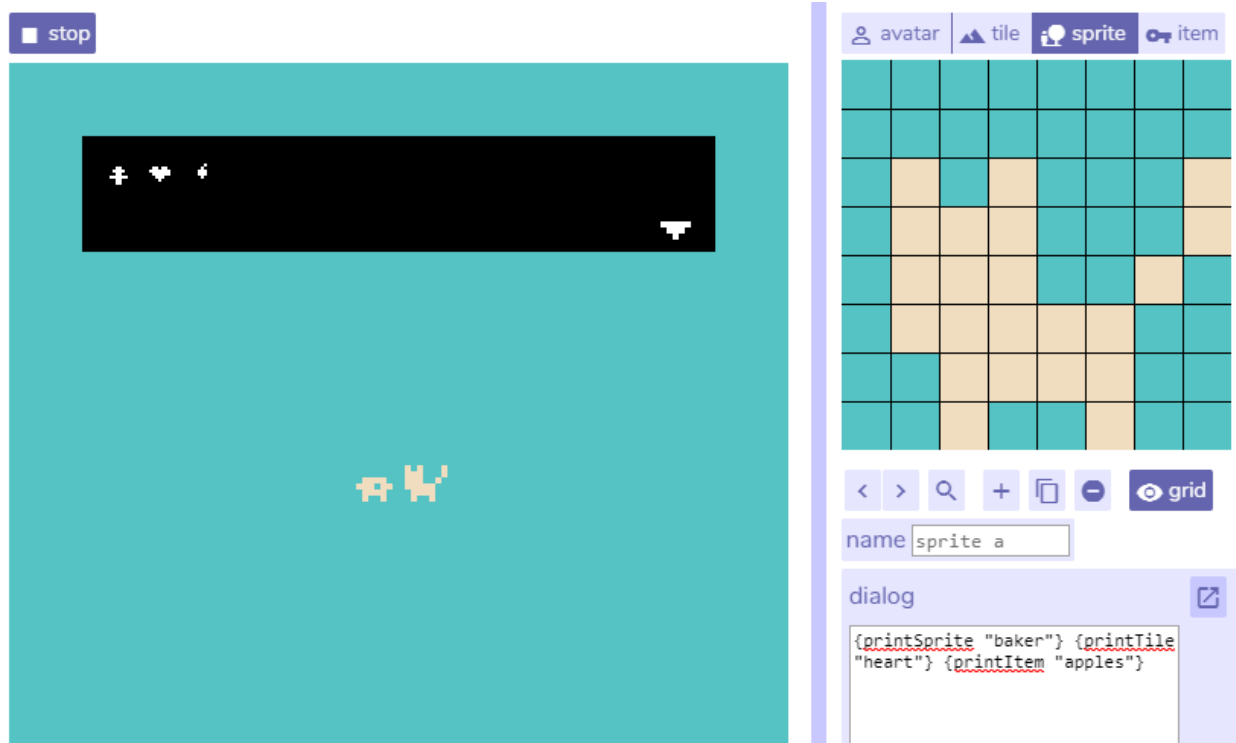 stop
avatar tile sprite item
grid
name sprite a
dialog
{printSprite "baker"} {printTile
"heart"} {printItem "apples"}